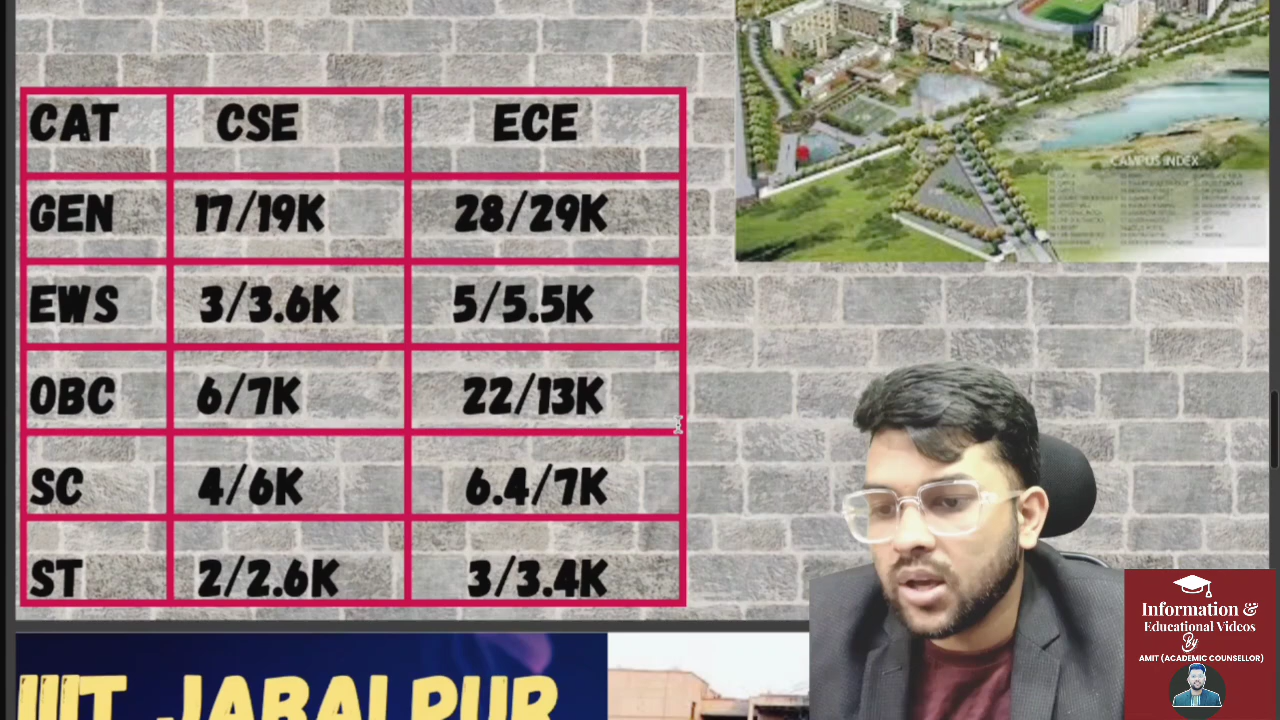 CAT CSE ECE
GEN 17/19K 28/29K
EWS 3/3.6K 5/5.5K
OBC 6/7K 22/13K
SC 4/6K 6.4/7K
ST 2/2.6K 3/3.4K
CAMPUS INDEX
IIIT JABALPUR
Information &
Educational Videos
By
AMIT (ACADEMIC COUNSELLOR)